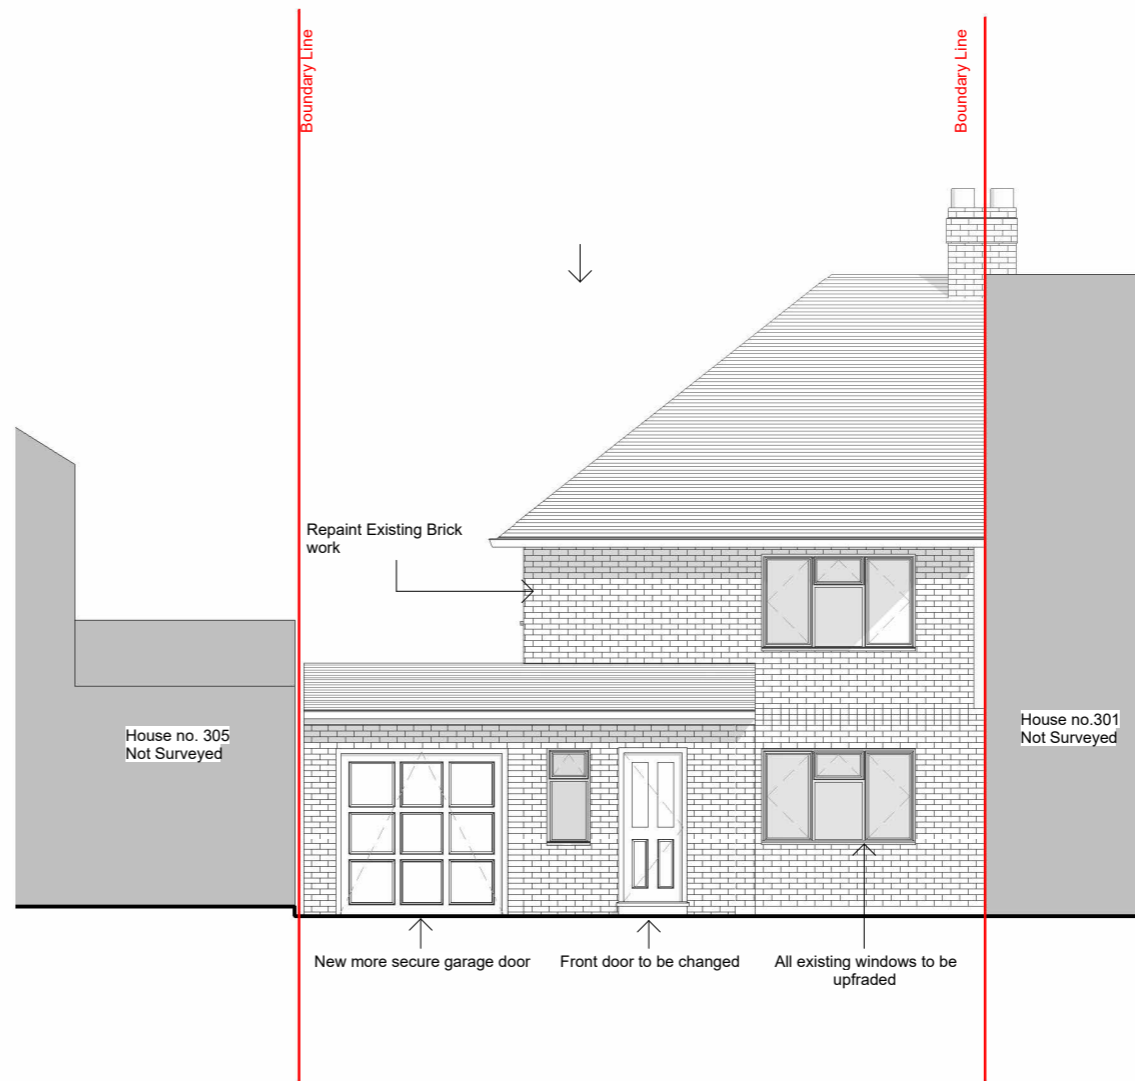 Boundary Line
Boundary Line
Repaint Existing Brick
work
House no. 305
Not Surveyed
House no.301
Not Surveyed
New more secure garage door
Front door to be changed
All existing windows to be
upfraded